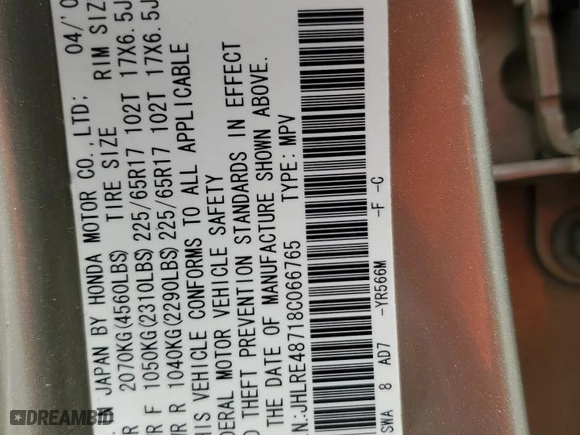 JAPAN BY HONDA MOTOR CO.,LTD; 04/'0
TIRE SIZE RIM SIZ
2070KG(4560LBS)
F 1050KG(2310LBS) 225/65R17 102T 17X6.5J
R 1040KG(2290LBS) 225/65R17 102T 17X6.5J
VEHICLE CONFORMS TO ALL APPLICABLE
MOTOR VEHICLE SAFETY
THEFT PREVENTION STANDARDS IN EFFECT
THE DATE OF MANUFACTURE SHOWN ABOVE.
JHLRE48718C066765 TYPE: MPV
SWA 8 AD7 -YR566M -F -C
DREAMBID